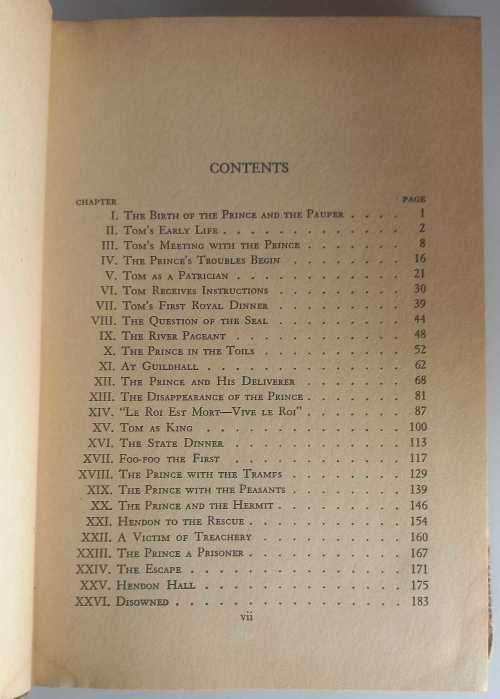 CONTENTS
CHAPTER PAGE
I. The Birth of the Prince and the Pauper . . . . 1
II. Tom's Early Life . . . . . . . . . . . 2
III. Tom's Meeting with the Prince . . . . . . . 8
IV. The Prince's Troubles Begin . . . . . . . . 16
V. Tom as a Patrician . . . . . . . . . . . 21
VI. Tom Receives Instructions . . . . . . . . . 30
VII. Tom's First Royal Dinner . . . . . . . . . 39
VIII. The Question of the Seal . . . . . . . . . 44
IX. The River Pageant . . . . . . . . . . . 48
X. The Prince in the Toils . . . . . . . . . . 52
XI. At Guildhall . . . . . . . . . . . . . 62
XII. The Prince and His Deliverer . . . . . . . . 68
XIII. The Disappearance of the Prince . . . . . . . 81
XIV. "Le Roi Est Mort—Vive le Roi" . . . . . . . 87
XV. Tom as King . . . . . . . . . . . . . 100
XVI. The State Dinner . . . . . . . . . . . 113
XVII. Foo-foo the First . . . . . . . . . . . 117
XVIII. The Prince with the Tramps . . . . . . . . 129
XIX. The Prince with the Peasants . . . . . . . . 139
XX. The Prince and the Hermit . . . . . . . . . 146
XXI. Hendon to the Rescue . . . . . . . . . . 154
XXII. A Victim of Treachery . . . . . . . . . . 160
XXIII. The Prince a Prisoner . . . . . . . . . . 167
XXIV. The Escape . . . . . . . . . . . . . 171
XXV. Hendon Hall . . . . . . . . . . . . . 175
XXVI. Disowned . . . . . . . . . . . . . . 183
vii